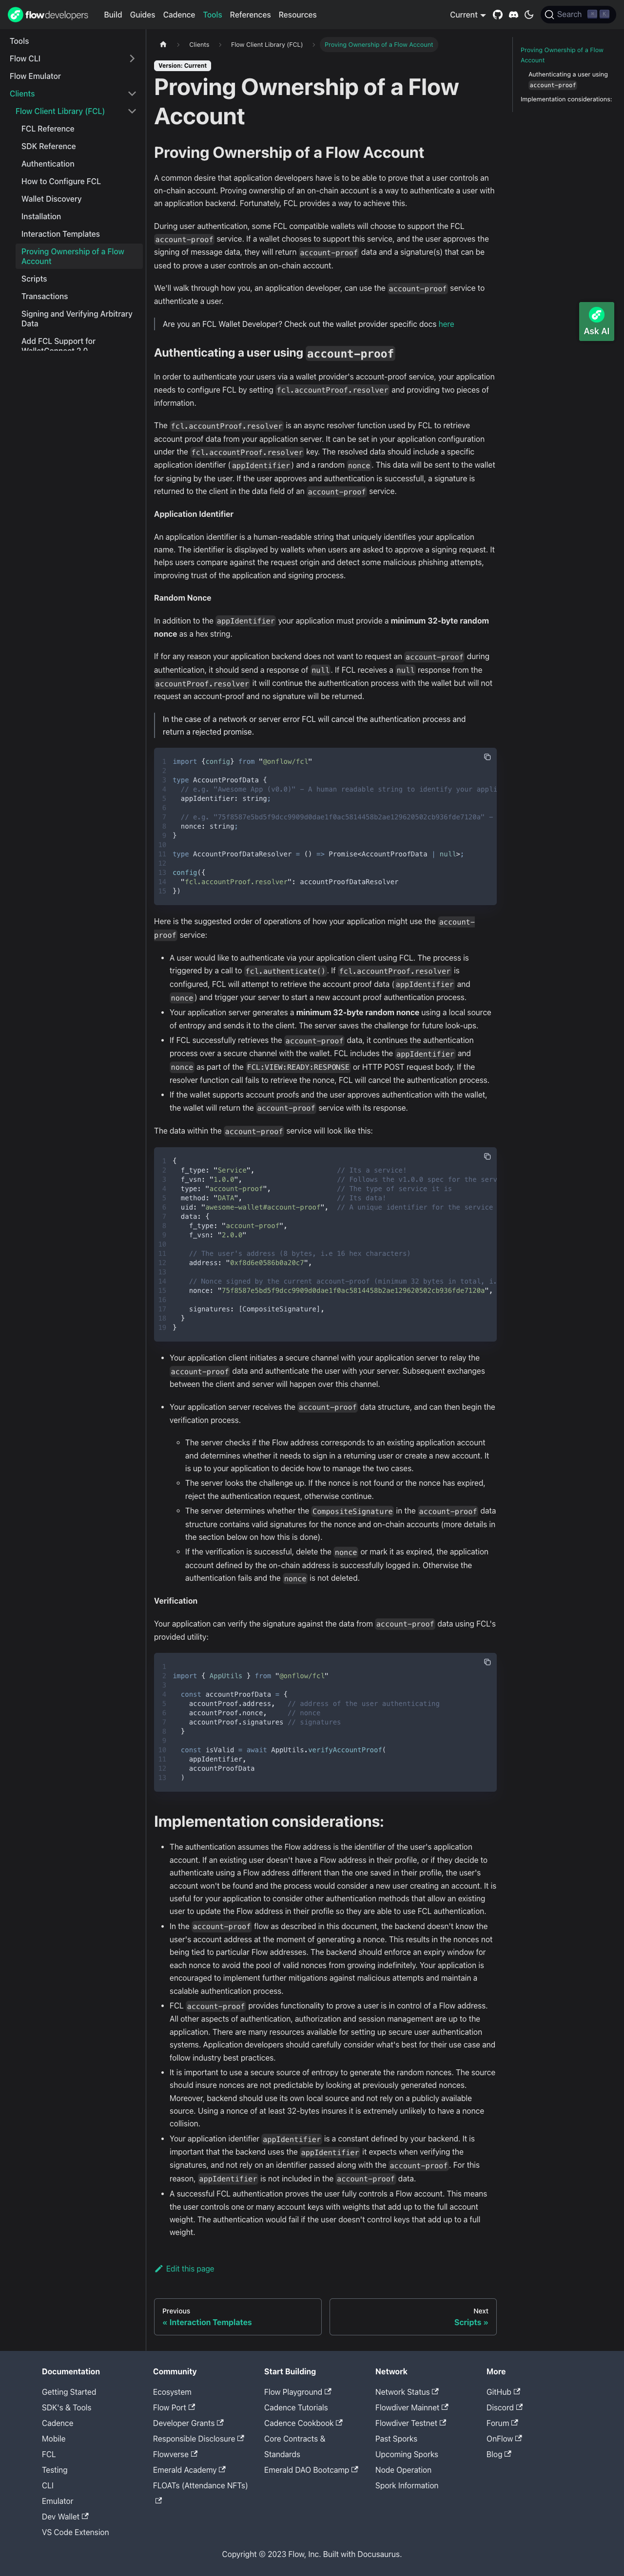 flow developers
Build
Guides
Cadence
Tools
References
Resources
Current
Search
Tools
Flow CLI
Flow Emulator
Clients
Flow Client Library (FCL)
FCL Reference
SDK Reference
Authentication
How to Configure FCL
Wallet Discovery
Installation
Interaction Templates
Proving Ownership of a Flow
Account
Scripts
Transactions
Signing and Verifying Arbitrary
Data
Add FCL Support for
WalletConnect 2.0
Clients
Flow Client Library (FCL)
Proving Ownership of a Flow Account
Version: Current
Proving Ownership of a Flow
Account
Proving Ownership of a Flow Account
A common desire that application developers have is to be able to prove that a user controls an
on-chain account. Proving ownership of an on-chain account is a way to authenticate a user with
an application backend. Fortunately, FCL provides a way to achieve this.
During user authentication, some FCL compatible wallets will choose to support the FCL
account-proof service. If a wallet chooses to support this service, and the user approves the
signing of message data, they will return account-proof data and a signature(s) that can be
used to prove a user controls an on-chain account.
We'll walk through how you, an application developer, can use the account-proof service to
authenticate a user.
Are you an FCL Wallet Developer? Check out the wallet provider specific docs here
Authenticating a user using account-proof
In order to authenticate your users via a wallet provider's account-proof service, your application
needs to configure FCL by setting fcl.accountProof.resolver and providing two pieces of
information.
The fcl.accountProof.resolver is an async resolver function used by FCL to retrieve
account proof data from your application server. It can be set in your application configuration
under the fcl.accountProof.resolver key. The resolved data should include a specific
application identifier (appIdentifier) and a random nonce. This data will be sent to the wallet
for signing by the user. If the user approves and authentication is successfull, a signature is
returned to the client in the data field of an account-proof service.
Application Identifier
An application identifier is a human-readable string that uniquely identifies your application
name. The identifier is displayed by wallets when users are asked to approve a signing request. It
helps users compare against the request origin and detect some malicious phishing attempts,
improving trust of the application and signing process.
Random Nonce
In addition to the appIdentifier your application must provide a minimum 32-byte random
nonce as a hex string.
If for any reason your application backend does not want to request an account-proof during
authentication, it should send a response of null. If FCL receives a null response from the
accountProof.resolver it will continue the authentication process with the wallet but will not
request an account-proof and no signature will be returned.
In the case of a network or server error FCL will cancel the authentication process and
return a rejected promise.
1 import {config} from "@onflow/fcl"
2
3 type AccountProofData {
4 // e.g. "Awesome App (v0.0)" - A human readable string to identify your appli
5 appIdentifier: string;
6
7 // e.g. "75f8587e5bd5f9dcc9909d0dae1f0ac5814458b2ae129620502cb936fde7120a" -
8 nonce: string;
9 }
10
11 type AccountProofDataResolver = () => Promise<AccountProofData | null>;
12
13 config({
14 "fcl.accountProof.resolver": accountProofDataResolver
15 })
Here is the suggested order of operations of how your application might use the account-
proof service:
A user would like to authenticate via your application client using FCL. The process is
triggered by a call to fcl.authenticate(). If fcl.accountProof.resolver is
configured, FCL will attempt to retrieve the account proof data (appIdentifier and
nonce) and trigger your server to start a new account proof authentication process.
Your application server generates a minimum 32-byte random nonce using a local source
of entropy and sends it to the client. The server saves the challenge for future look-ups.
If FCL successfully retrieves the account-proof data, it continues the authentication
process over a secure channel with the wallet. FCL includes the appIdentifier and
nonce as part of the FCL:VIEW:READY:RESPONSE or HTTP POST request body. If the
resolver function call fails to retrieve the nonce, FCL will cancel the authentication process.
If the wallet supports account proofs and the user approves authentication with the wallet,
the wallet will return the account-proof service with its response.
The data within the account-proof service will look like this:
1 {
2 f_type: "Service", // Its a service!
3 f_vsn: "1.0.0", // Follows the v1.0.0 spec for the serv
4 type: "account-proof", // The type of service it is
5 method: "DATA", // Its data!
6 uid: "awesome-wallet#account-proof", // A unique identifier for the service
7 data: {
8 f_type: "account-proof",
9 f_vsn: "2.0.0"
10
11 // The user's address (8 bytes, i.e 16 hex characters)
12 address: "0xf8d6e0586b0a20c7",
13
14 // Nonce signed by the current account-proof (minimum 32 bytes in total, i.
15 nonce: "75f8587e5bd5f9dcc9909d0dae1f0ac5814458b2ae129620502cb936fde7120a",
16
17 signatures: [CompositeSignature],
18 }
19 }
Your application client initiates a secure channel with your application server to relay the
account-proof data and authenticate the user with your server. Subsequent exchanges
between the client and server will happen over this channel.
Your application server receives the account-proof data structure, and can then begin the
verification process.
The server checks if the Flow address corresponds to an existing application account
and determines whether it needs to sign in a returning user or create a new account. It
is up to your application to decide how to manage the two cases.
The server looks the challenge up. If the nonce is not found or the nonce has expired,
reject the authentication request, otherwise continue.
The server determines whether the CompositeSignature in the account-proof data
structure contains valid signatures for the nonce and on-chain accounts (more details in
the section below on how this is done).
If the verification is successful, delete the nonce or mark it as expired, the application
account defined by the on-chain address is successfully logged in. Otherwise the
authentication fails and the nonce is not deleted.
Verification
Your application can verify the signature against the data from account-proof data using FCL's
provided utility:
1
2 import { AppUtils } from "@onflow/fcl"
3
4 const accountProofData = {
5 accountProof.address, // address of the user authenticating
6 accountProof.nonce, // nonce
7 accountProof.signatures // signatures
8 }
9
10 const isValid = await AppUtils.verifyAccountProof(
11 appIdentifier,
12 accountProofData
13 )
Implementation considerations:
The authentication assumes the Flow address is the identifier of the user's application
account. If an existing user doesn't have a Flow address in their profile, or if they decide to
authenticate using a Flow address different than the one saved in their profile, the user's
account won't be found and the process would consider a new user creating an account. It is
useful for your application to consider other authentication methods that allow an existing
user to update the Flow address in their profile so they are able to use FCL authentication.
In the account-proof flow as described in this document, the backend doesn't know the
user's account address at the moment of generating a nonce. This results in the nonces not
being tied to particular Flow addresses. The backend should enforce an expiry window for
each nonce to avoid the pool of valid nonces from growing indefinitely. Your application is
encouraged to implement further mitigations against malicious attempts and maintain a
scalable authentication process.
FCL account-proof provides functionality to prove a user is in control of a Flow address.
All other aspects of authentication, authorization and session management are up to the
application. There are many resources available for setting up secure user authentication
systems. Application developers should carefully consider what's best for their use case and
follow industry best practices.
It is important to use a secure source of entropy to generate the random nonces. The source
should insure nonces are not predictable by looking at previously generated nonces.
Moreover, backend should use its own local source and not rely on a publicly available
source. Using a nonce of at least 32-bytes insures it is extremely unlikely to have a nonce
collision.
Your application identifier appIdentifier is a constant defined by your backend. It is
important that the backend uses the appIdentifier it expects when verifying the
signatures, and not rely on an identifier passed along with the account-proof. For this
reason, appIdentifier is not included in the account-proof data.
A successful FCL authentication proves the user fully controls a Flow account. This means
the user controls one or many account keys with weights that add up to the full account
weight. The authentication would fail if the user doesn't control keys that add up to a full
weight.
Edit this page
Previous
« Interaction Templates
Next
Scripts »
Proving Ownership of a Flow
Account
Authenticating a user using
account-proof
Implementation considerations:
Ask AI
Documentation
Getting Started
SDK's & Tools
Cadence
Mobile
FCL
Testing
CLI
Emulator
Dev Wallet
VS Code Extension
Community
Ecosystem
Flow Port
Developer Grants
Responsible Disclosure
Flowverse
Emerald Academy
FLOATs (Attendance NFTs)
Start Building
Flow Playground
Cadence Tutorials
Cadence Cookbook
Core Contracts &
Standards
Emerald DAO Bootcamp
Network
Network Status
Flowdiver Mainnet
Flowdiver Testnet
Past Sporks
Upcoming Sporks
Node Operation
Spork Information
More
GitHub
Discord
Forum
OnFlow
Blog
Copyright © 2023 Flow, Inc. Built with Docusaurus.